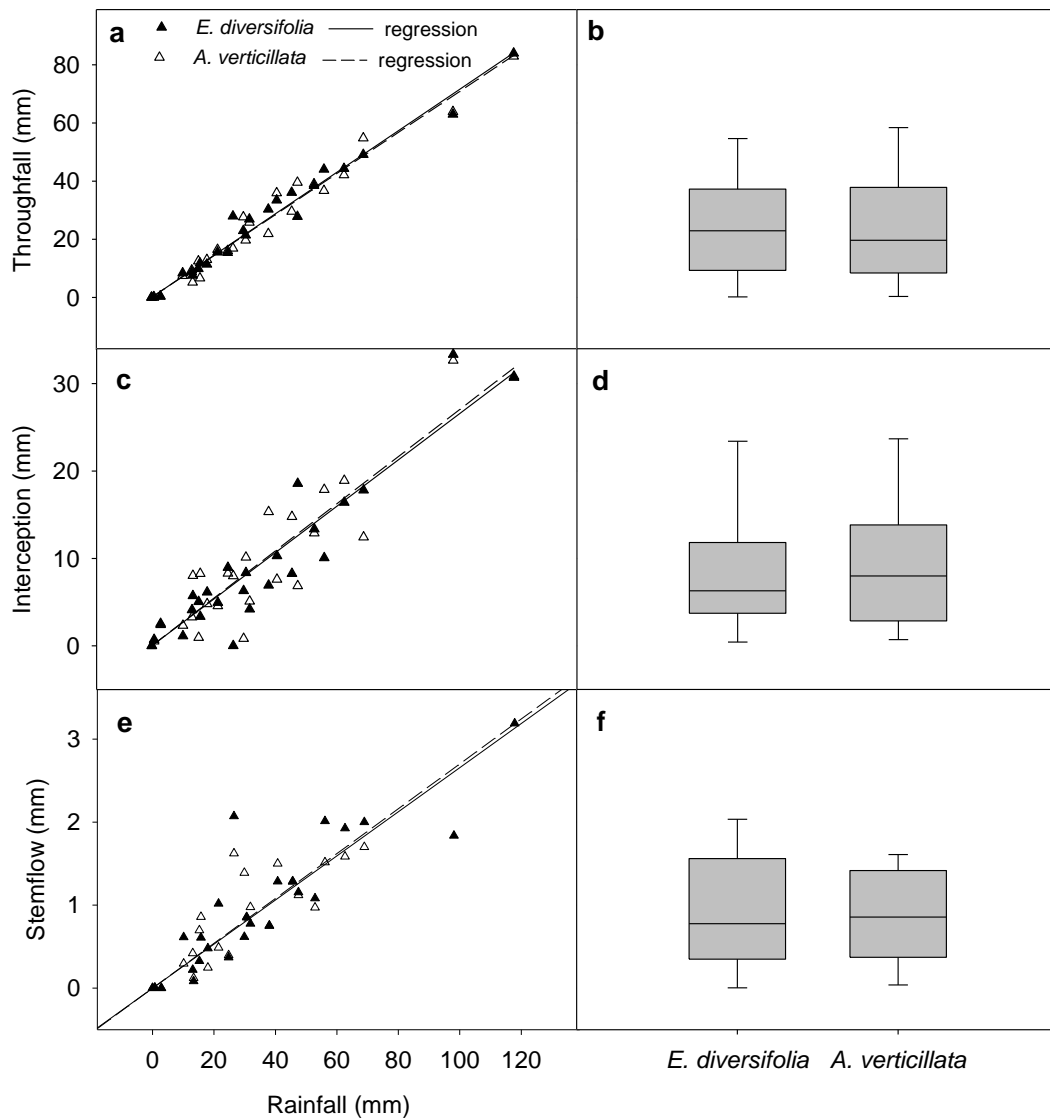 a
E. diversifolia
regression
A. verticillata
regression
b
80
60
40
20
0
Throughfall (mm)
c
d
30
20
10
0
Interception (mm)
e
f
3
2
1
0
Stemflow (mm)
0 20 40 60 80 100 120
Rainfall (mm)
E. diversifolia A. verticillata